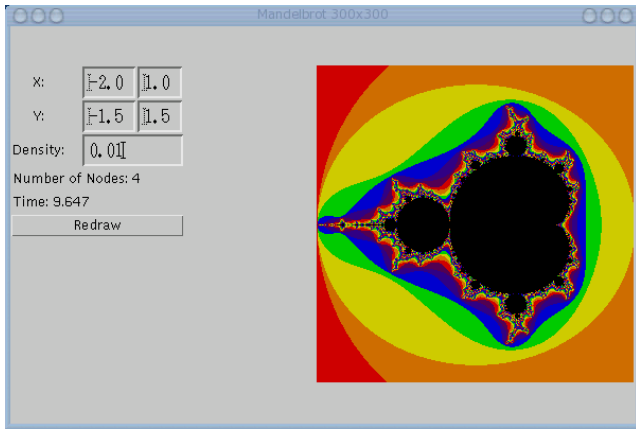 Mandelbrot 300x300
X: -2.0 1.0
Y: -1.5 1.5
Density: 0.01
Number of Nodes: 4
Time: 9.647
Redraw